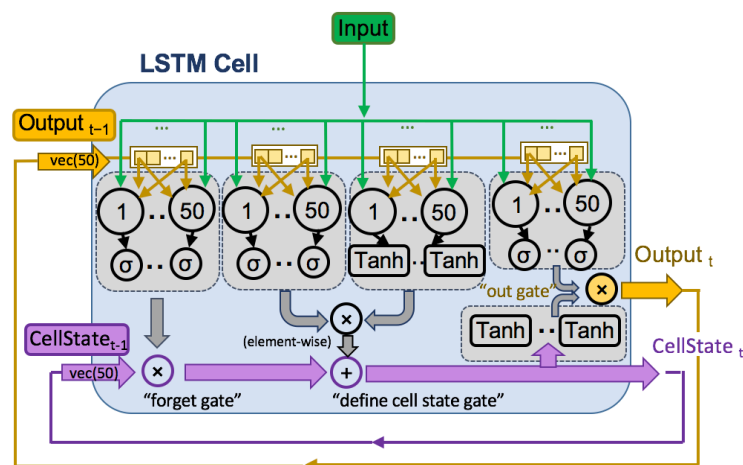 Input
LSTM Cell
Output t–1
... ... ... ...
vec(50)
... ... ... ...
1 .. 50 1 .. 50 1 .. 50 1 .. 50
σ .. σ σ .. σ Tanh .. Tanh σ .. σ
Output t
“out gate” ×
CellState t-1
×
(element-wise)
Tanh .. Tanh
CellState t
vec(50) × +
“forget gate” “define cell state gate”